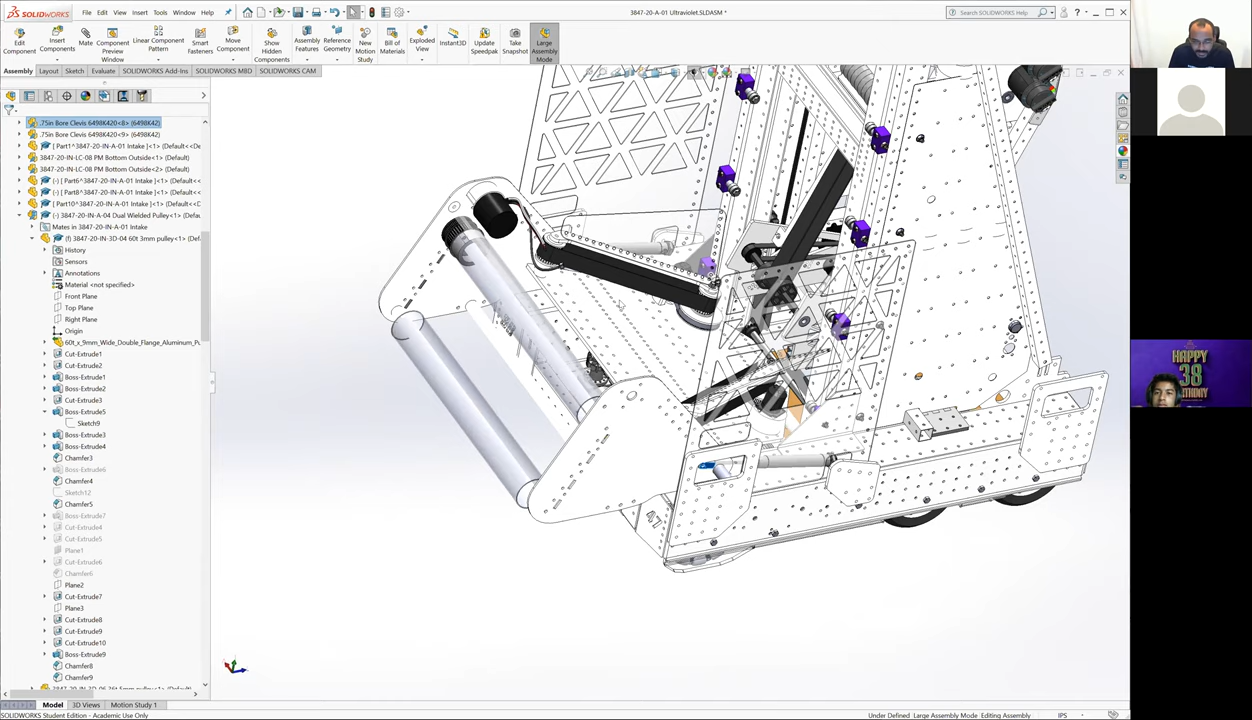 SOLIDWORKS
File Edit View Insert Tools Window Help
3847-20-A-01 Ultraviolet.SLDASM *
Search SOLIDWORKS Help
Edit Component
Insert Components
Mate
Component Preview Window
Linear Component Pattern
Smart Fasteners
Move Component
Show Hidden Components
Assembly Features
Reference Geometry
New Motion Study
Bill of Materials
Exploded View
Instant3D
Update Speedpak
Take Snapshot
Large Assembly Mode
Assembly Layout Sketch Evaluate SOLIDWORKS Add-Ins SOLIDWORKS MBD SOLIDWORKS CAM
.75in Bore Clevis 6498K420<8> (6498K42)
.75in Bore Clevis 6498K420<9> (6498K42)
[ Part1^3847-20-IN-A-01 Intake ]<1> (Default<<De
3847-20-IN-LC-08 PM Bottom Outside<1> (Default)
3847-20-IN-LC-08 PM Bottom Outside<2> (Default)
(-) [ Part6^3847-20-IN-A-01 Intake ]<1> (Default<
(-) [ Part8^3847-20-IN-A-01 Intake ]<1> (Default<
(-) [ Part10^3847-20-IN-A-01 Intake ]<1> (Default
(-) 3847-20-IN-A-04 Dual Wielded Pulley<1> (Default<
Mates in 3847-20-IN-A-01 Intake
(f) 3847-20-IN-3D-04 60t 3mm pulley<1> (Default<
History
Sensors
Annotations
Material <not specified>
Front Plane
Top Plane
Right Plane
Origin
60t_x_9mm_Wide_Double_Flange_Aluminum_Pu
Cut-Extrude1
Cut-Extrude2
Boss-Extrude1
Boss-Extrude2
Cut-Extrude3
Boss-Extrude5
Sketch9
Boss-Extrude3
Boss-Extrude4
Chamfer3
Boss-Extrude6
Chamfer4
Sketch12
Chamfer5
Boss-Extrude7
Cut-Extrude4
Cut-Extrude5
Plane1
Cut-Extrude6
Chamfer6
Plane2
Cut-Extrude7
Plane3
Cut-Extrude8
Cut-Extrude9
Cut-Extrude10
Boss-Extrude9
Chamfer8
Chamfer9
47
HAPPY
38
Model 3D Views Motion Study 1
SOLIDWORKS Student Edition - Academic Use Only
Under Defined Large Assembly Mode Editing Assembly IPS